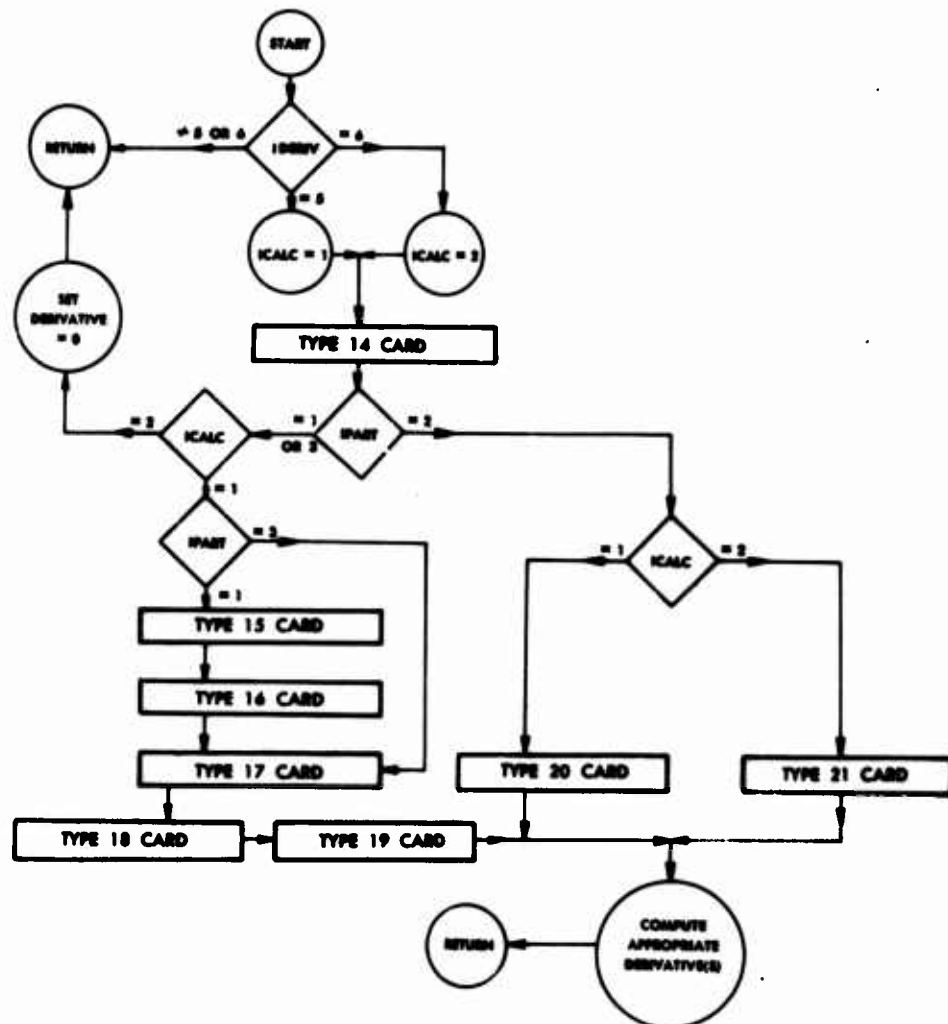 START
≠ 5 OR 6
= 6
RETURN
IDERIV
= 5
ICALC = 1
ICALC = 2
SET
DERIVATIVE
= 0
TYPE 14 CARD
= 2
ICALC
= 1
OR 3
IPART
= 2
= 1
IPART
= 3
= 1
ICALC
= 2
= 1
TYPE 15 CARD
TYPE 16 CARD
TYPE 17 CARD
TYPE 20 CARD
TYPE 21 CARD
TYPE 18 CARD
TYPE 19 CARD
COMPUTE
APPROPRIATE
DERIVATIVE(S)
RETURN